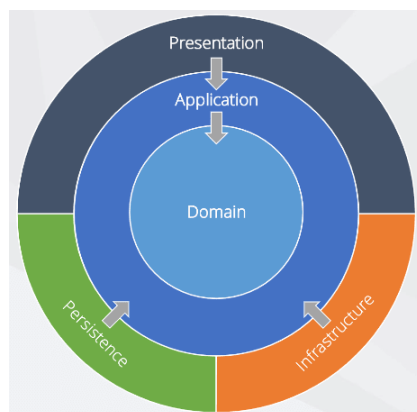 Presentation
Application
Domain
Persistence
Infrastructure